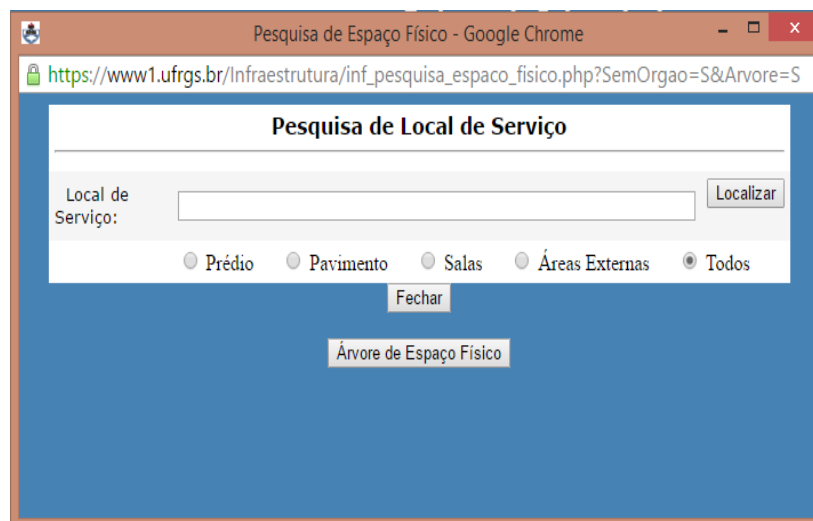 Pesquisa de Espaço Físico - Google Chrome
https://www1.ufrgs.br/Infraestrutura/inf_pesquisa_espaco_fisico.php?SemOrgao=S&Arvore=S
Pesquisa de Local de Serviço
Local de
Serviço:
Localizar
Prédio Pavimento Salas Áreas Externas Todos
Fechar
Árvore de Espaço Físico